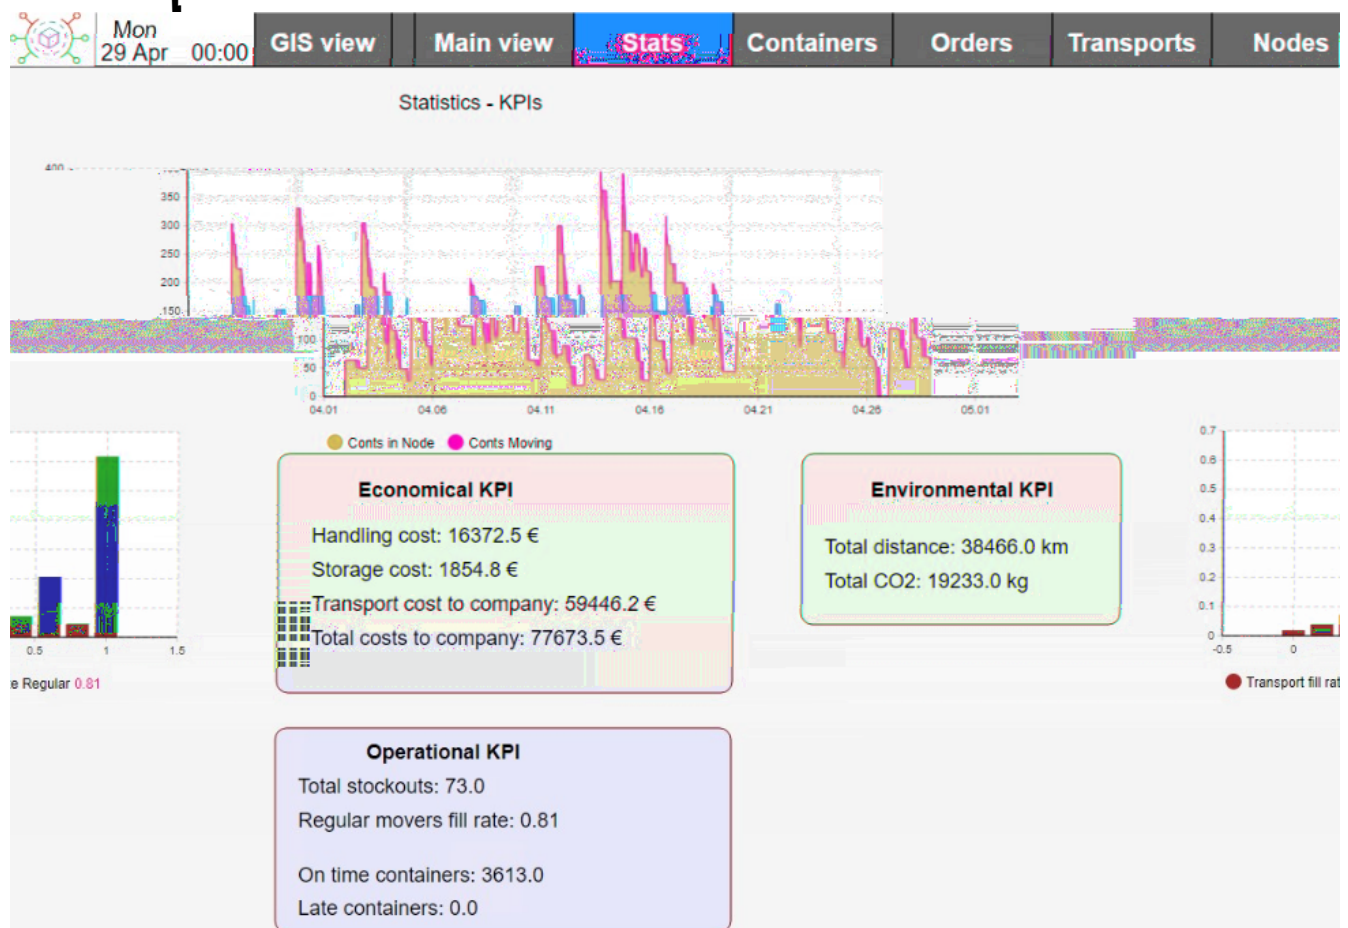 Mon
29 Apr 00:00
GIS view
Main view
Stats
Containers
Orders
Transports
Nodes
Statistics - KPIs
400
350
300
250
200
150
100
50
0
04.01 04.06 04.11 04.16 04.21 04.26 05.01
Conts in Node Conts Moving
0.5 1 1.5
e Regular 0.81
Economical KPI
Handling cost: 16372.5 €
Storage cost: 1854.8 €
Transport cost to company: 59446.2 €
Total costs to company: 77673.5 €
Environmental KPI
Total distance: 38466.0 km
Total CO2: 19233.0 kg
0.7
0.6
0.5
0.4
0.3
0.2
0.1
0
-0.5 0
Transport fill rat
Operational KPI
Total stockouts: 73.0
Regular movers fill rate: 0.81
On time containers: 3613.0
Late containers: 0.0